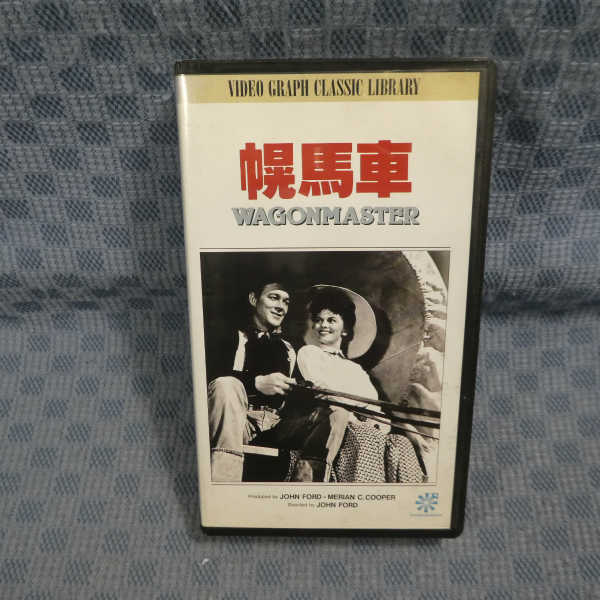 VIDEO GRAPH CLASSIC LIBRARY
幌馬車
WAGONMASTER
Produced by JOHN FORD • MERIAN C. COOPER
Directed by JOHN FORD